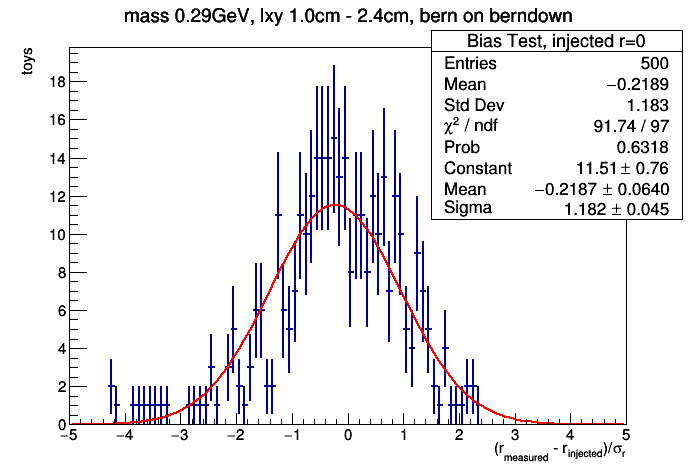 mass 0.29GeV, lxy 1.0cm - 2.4cm, bern on berndown
Bias Test, injected r=0
Entries 500
Mean −0.2189
Std Dev 1.183
χ² / ndf 91.74 / 97
Prob 0.6318
Constant 11.51 ± 0.76
Mean −0.2187 ± 0.0640
Sigma 1.182 ± 0.045
toys
18
16
14
12
10
8
6
4
2
0
−5 −4 −3 −2 −1 0 1 2 3 4 5
(r_measured - r_injected)/σ_r